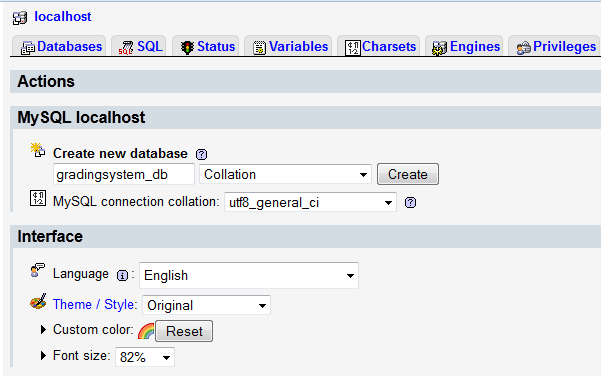 localhost
Databases SQL Status Variables Charsets Engines Privileges
Actions
MySQL localhost
Create new database
gradingsystem_db Collation Create
MySQL connection collation: utf8_general_ci
Interface
Language : English
Theme / Style: Original
Custom color: Reset
Font size: 82%